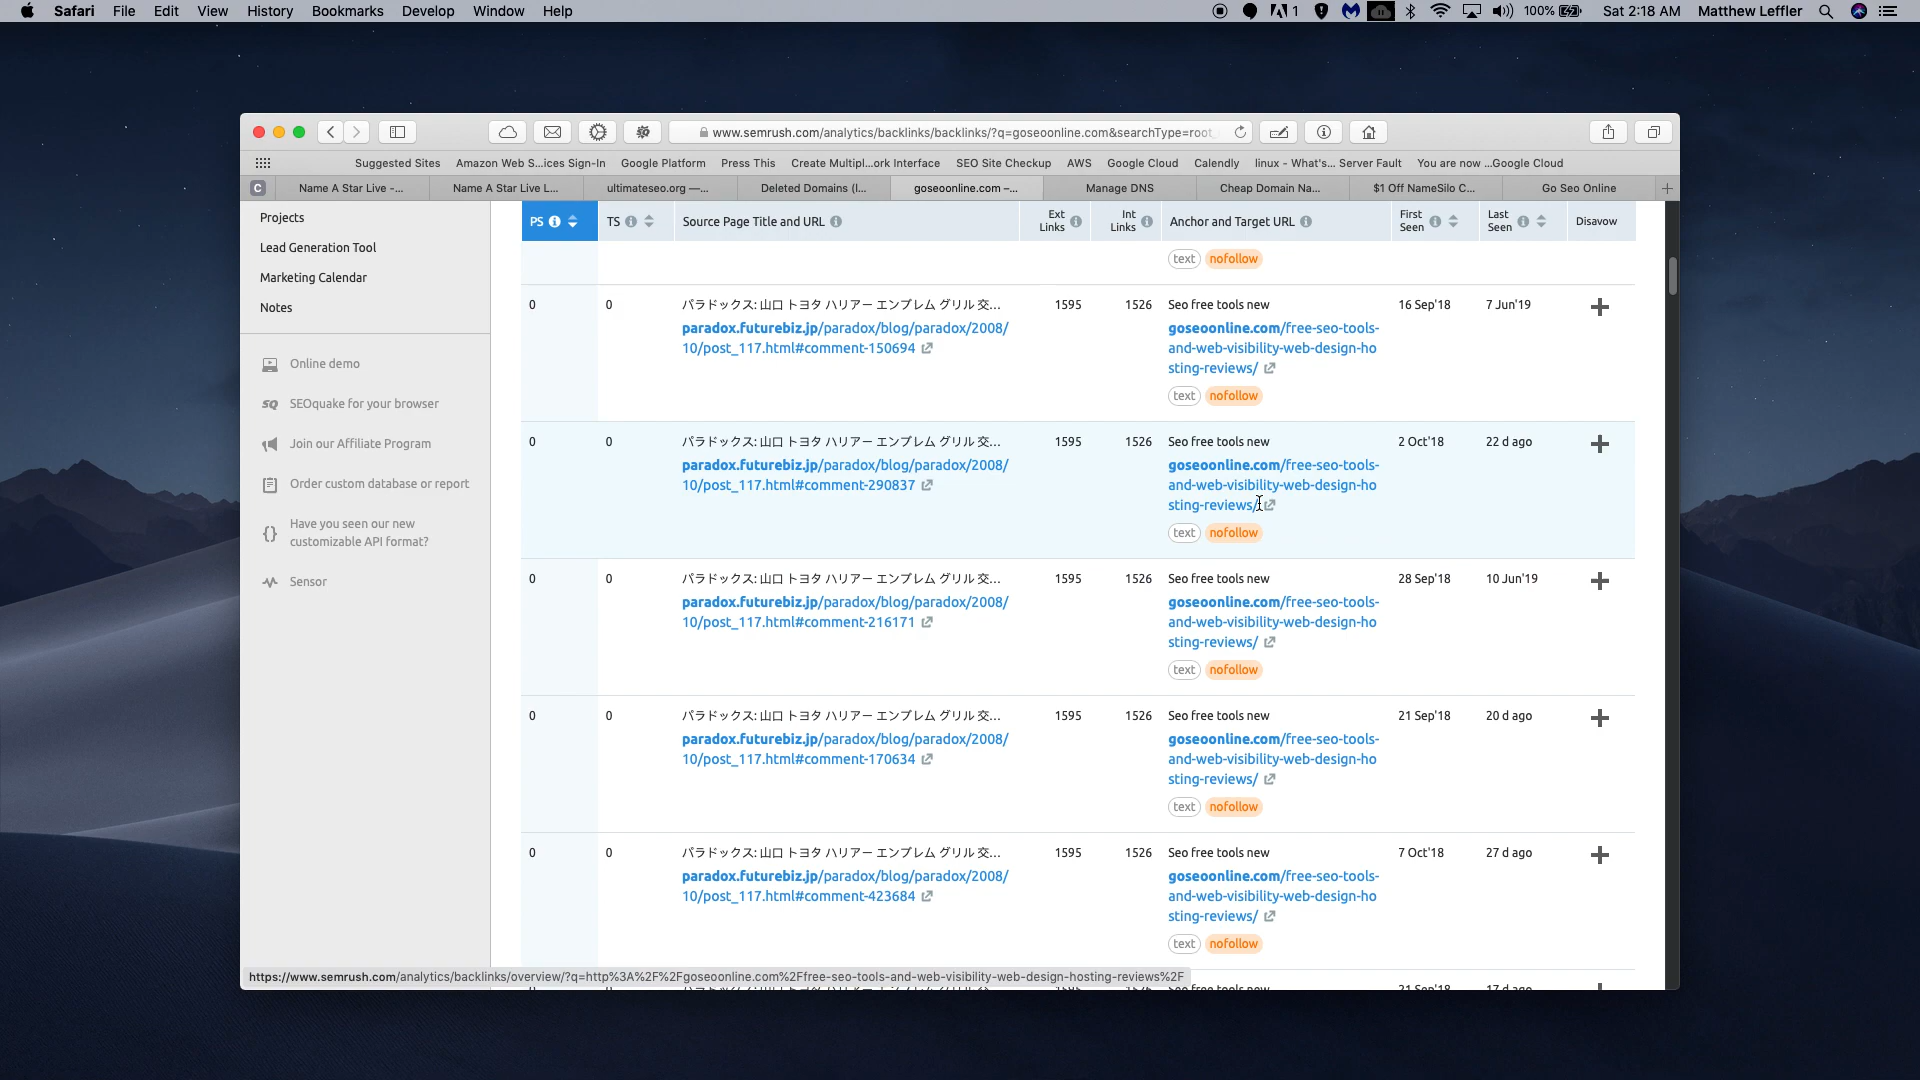 Safari File Edit View History Bookmarks Develop Window Help
1 100% Sat 2:18 AM Matthew Leffler
www.semrush.com/analytics/backlinks/backlinks/?q=goseoonline.com&searchType=root_
Suggested Sites Amazon Web S...ices Sign-In Google Platform Press This Create Multipl...ork Interface SEO Site Checkup AWS Google Cloud Calendly linux - What's... Server Fault You are now ...Google Cloud
C Name A Star Live -... Name A Star Live L... ultimateseo.org —... Deleted Domains (l... goseoonline.com –... Manage DNS Cheap Domain Na... $1 Off NameSilo C... Go Seo Online
Projects
Lead Generation Tool
Marketing Calendar
Notes
Online demo
SQ SEOquake for your browser
Join our Affiliate Program
Order custom database or report
{} Have you seen our new
customizable API format?
Sensor
PS TS Source Page Title and URL Ext Links Int Links Anchor and Target URL First Seen Last Seen Disavow
text nofollow
0 0 パラドックス: 山口 トヨタ ハリアー エンブレム グリル 交... 1595 1526 Seo free tools new 16 Sep'18 7 Jun'19
paradox.futurebiz.jp/paradox/blog/paradox/2008/ goseoonline.com/free-seo-tools-
10/post_117.html#comment-150694 and-web-visibility-web-design-ho
sting-reviews/
text nofollow
0 0 パラドックス: 山口 トヨタ ハリアー エンブレム グリル 交... 1595 1526 Seo free tools new 2 Oct'18 22 d ago
paradox.futurebiz.jp/paradox/blog/paradox/2008/ goseoonline.com/free-seo-tools-
10/post_117.html#comment-290837 and-web-visibility-web-design-ho
sting-reviews/
text nofollow
0 0 パラドックス: 山口 トヨタ ハリアー エンブレム グリル 交... 1595 1526 Seo free tools new 28 Sep'18 10 Jun'19
paradox.futurebiz.jp/paradox/blog/paradox/2008/ goseoonline.com/free-seo-tools-
10/post_117.html#comment-216171 and-web-visibility-web-design-ho
sting-reviews/
text nofollow
0 0 パラドックス: 山口 トヨタ ハリアー エンブレム グリル 交... 1595 1526 Seo free tools new 21 Sep'18 20 d ago
paradox.futurebiz.jp/paradox/blog/paradox/2008/ goseoonline.com/free-seo-tools-
10/post_117.html#comment-170634 and-web-visibility-web-design-ho
sting-reviews/
text nofollow
0 0 パラドックス: 山口 トヨタ ハリアー エンブレム グリル 交... 1595 1526 Seo free tools new 7 Oct'18 27 d ago
paradox.futurebiz.jp/paradox/blog/paradox/2008/ goseoonline.com/free-seo-tools-
10/post_117.html#comment-423684 and-web-visibility-web-design-ho
sting-reviews/
text nofollow
https://www.semrush.com/analytics/backlinks/overview/?q=http%3A%2F%2Fgoseoonline.com%2Ffree-seo-tools-and-web-visibility-web-design-hosting-reviews%2F
Seo free tools new 21 Sep'18 17 d ago